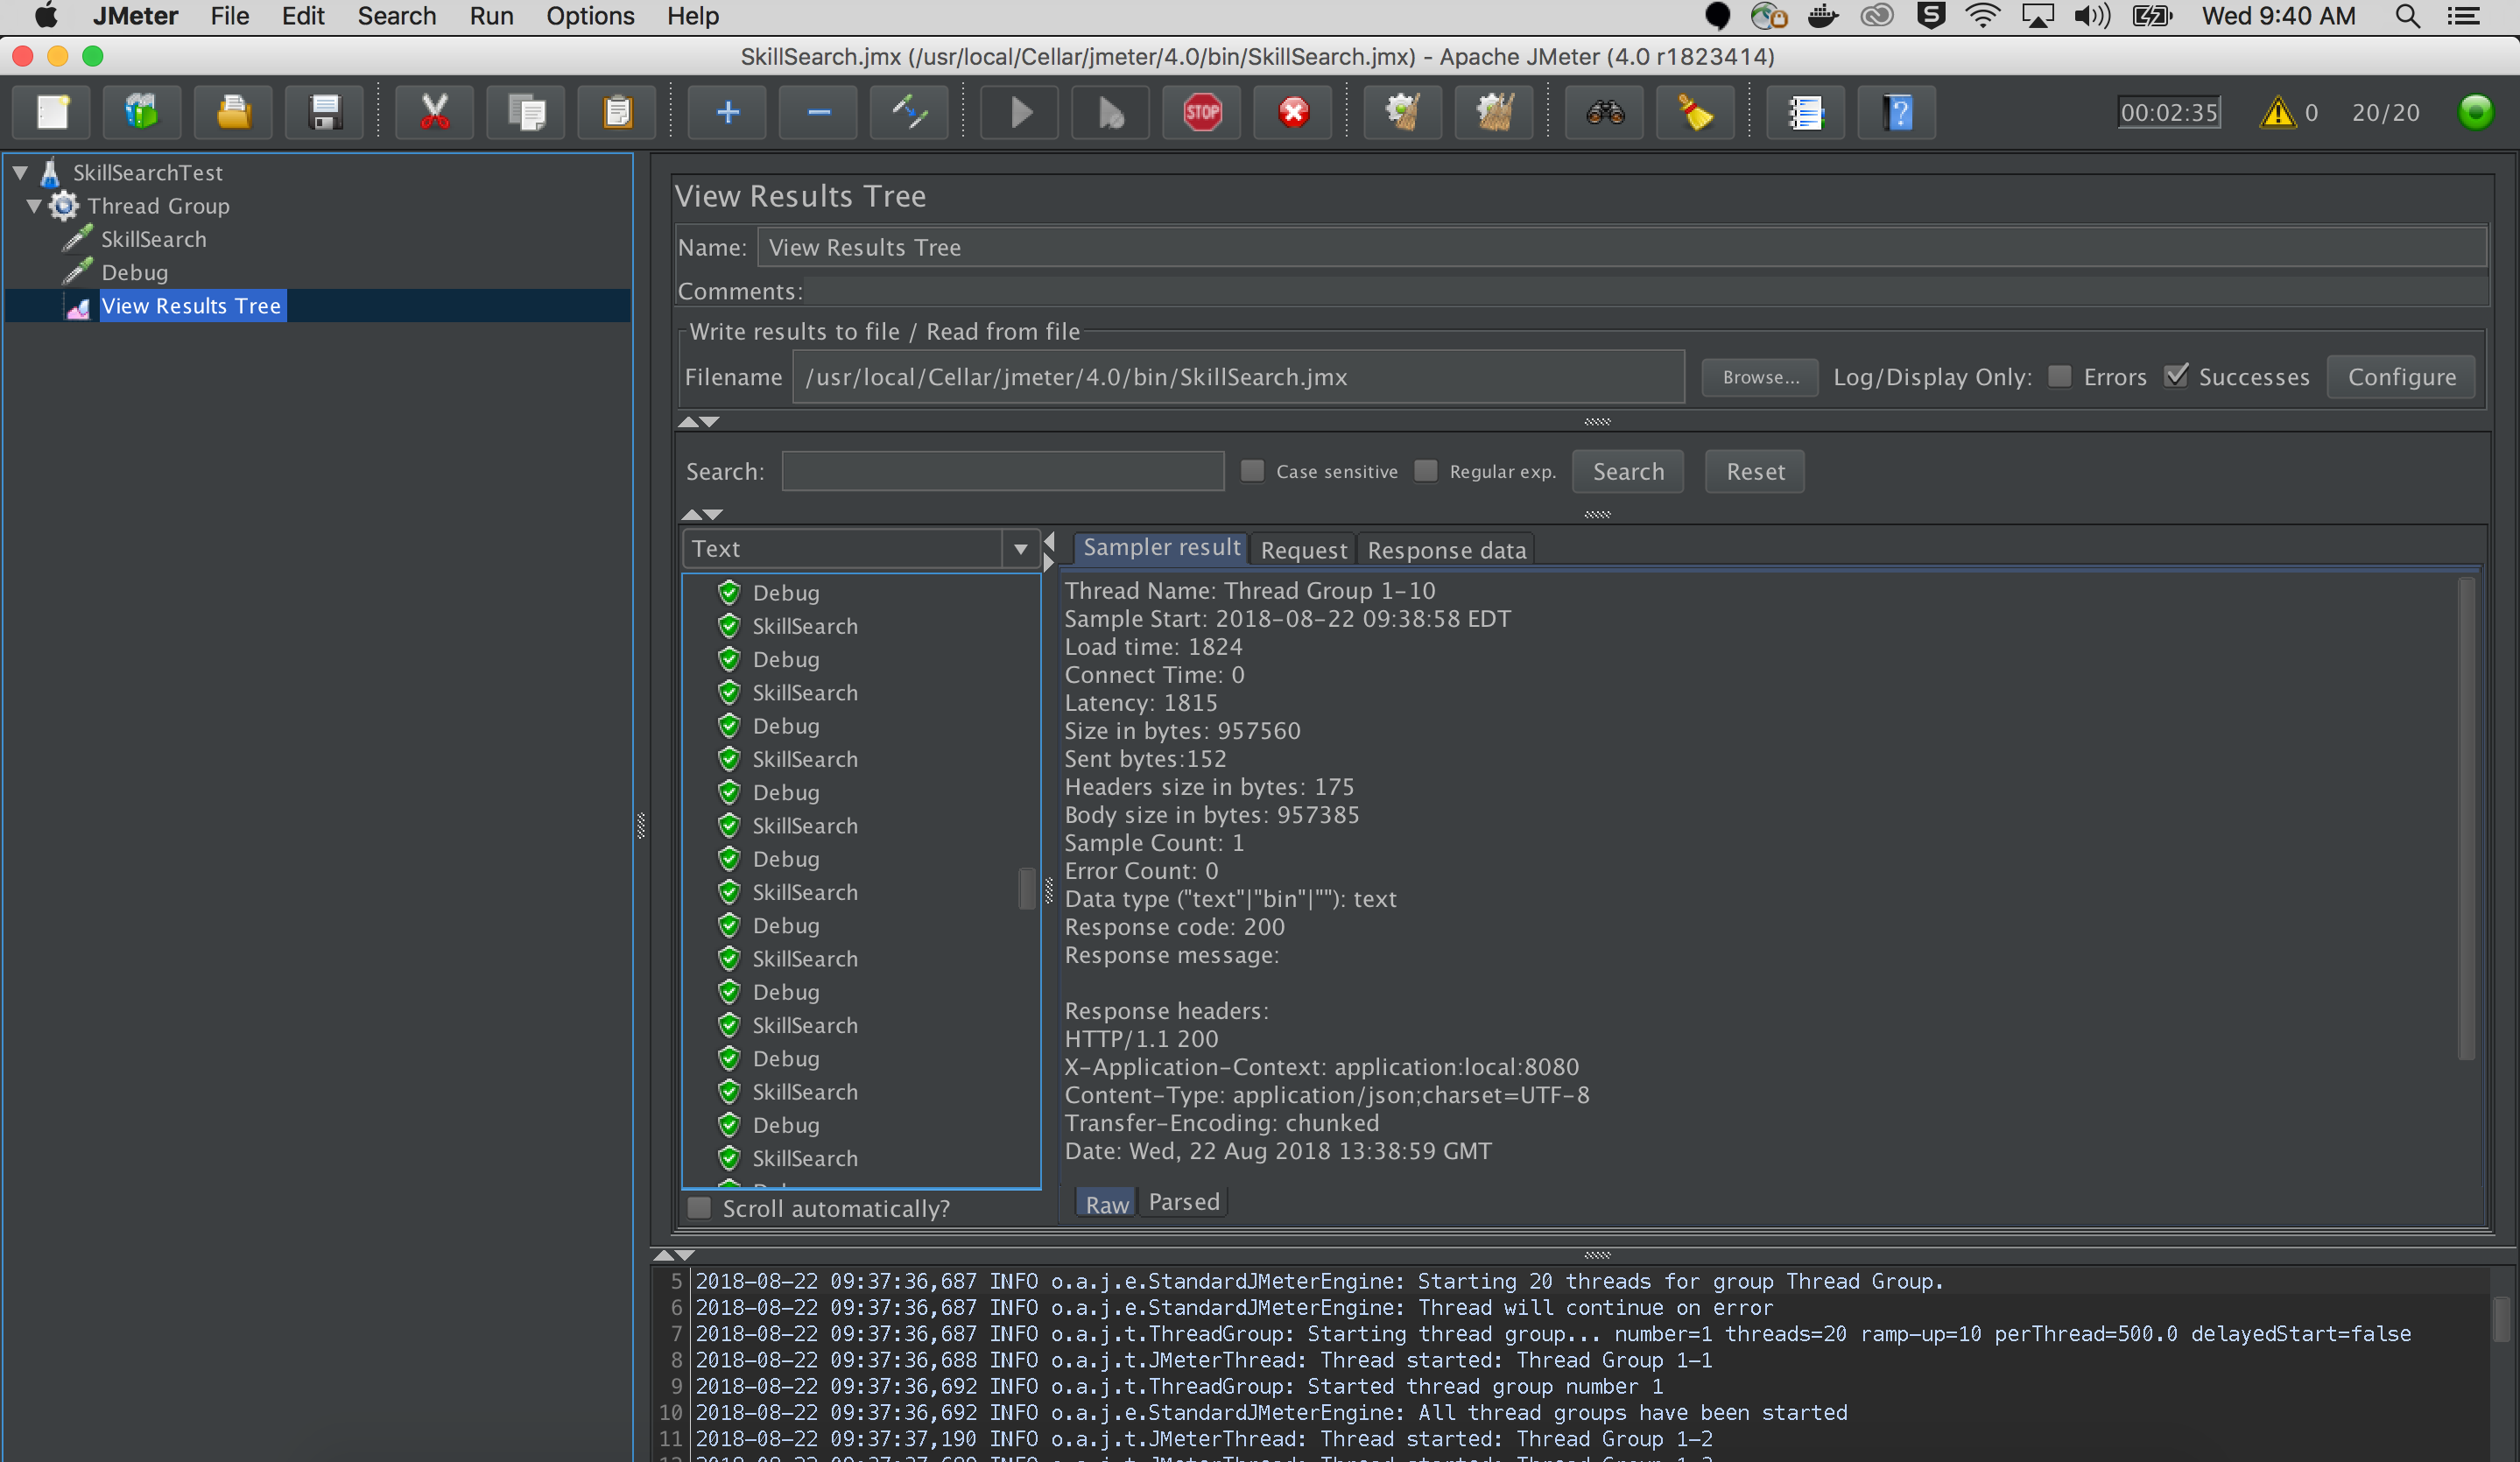 JMeter File Edit Search Run Options Help Wed 9:40 AM
SkillSearch.jmx (/usr/local/Cellar/jmeter/4.0/bin/SkillSearch.jmx) - Apache JMeter (4.0 r1823414)
STOP 00:02:35 0 20/20
SkillSearchTest
Thread Group
SkillSearch
Debug
View Results Tree
View Results Tree
Name: View Results Tree
Comments:
Write results to file / Read from file
Filename /usr/local/Cellar/jmeter/4.0/bin/SkillSearch.jmx Browse... Log/Display Only: Errors Successes Configure
Search: Case sensitive Regular exp. Search Reset
Text
Debug
SkillSearch
Debug
SkillSearch
Debug
SkillSearch
Debug
SkillSearch
Debug
SkillSearch
Debug
SkillSearch
Debug
SkillSearch
Debug
SkillSearch
Debug
SkillSearch
Scroll automatically?
Sampler result Request Response data
Thread Name: Thread Group 1-10
Sample Start: 2018-08-22 09:38:58 EDT
Load time: 1824
Connect Time: 0
Latency: 1815
Size in bytes: 957560
Sent bytes:152
Headers size in bytes: 175
Body size in bytes: 957385
Sample Count: 1
Error Count: 0
Data type ("text"|"bin"|""): text
Response code: 200
Response message:
Response headers:
HTTP/1.1 200
X-Application-Context: application:local:8080
Content-Type: application/json;charset=UTF-8
Transfer-Encoding: chunked
Date: Wed, 22 Aug 2018 13:38:59 GMT
Raw Parsed
5 2018-08-22 09:37:36,687 INFO o.a.j.e.StandardJMeterEngine: Starting 20 threads for group Thread Group.
6 2018-08-22 09:37:36,687 INFO o.a.j.e.StandardJMeterEngine: Thread will continue on error
7 2018-08-22 09:37:36,687 INFO o.a.j.t.ThreadGroup: Starting thread group... number=1 threads=20 ramp-up=10 perThread=500.0 delayedStart=false
8 2018-08-22 09:37:36,688 INFO o.a.j.t.JMeterThread: Thread started: Thread Group 1-1
9 2018-08-22 09:37:36,692 INFO o.a.j.t.ThreadGroup: Started thread group number 1
10 2018-08-22 09:37:36,692 INFO o.a.j.e.StandardJMeterEngine: All thread groups have been started
11 2018-08-22 09:37:37,190 INFO o.a.j.t.JMeterThread: Thread started: Thread Group 1-2